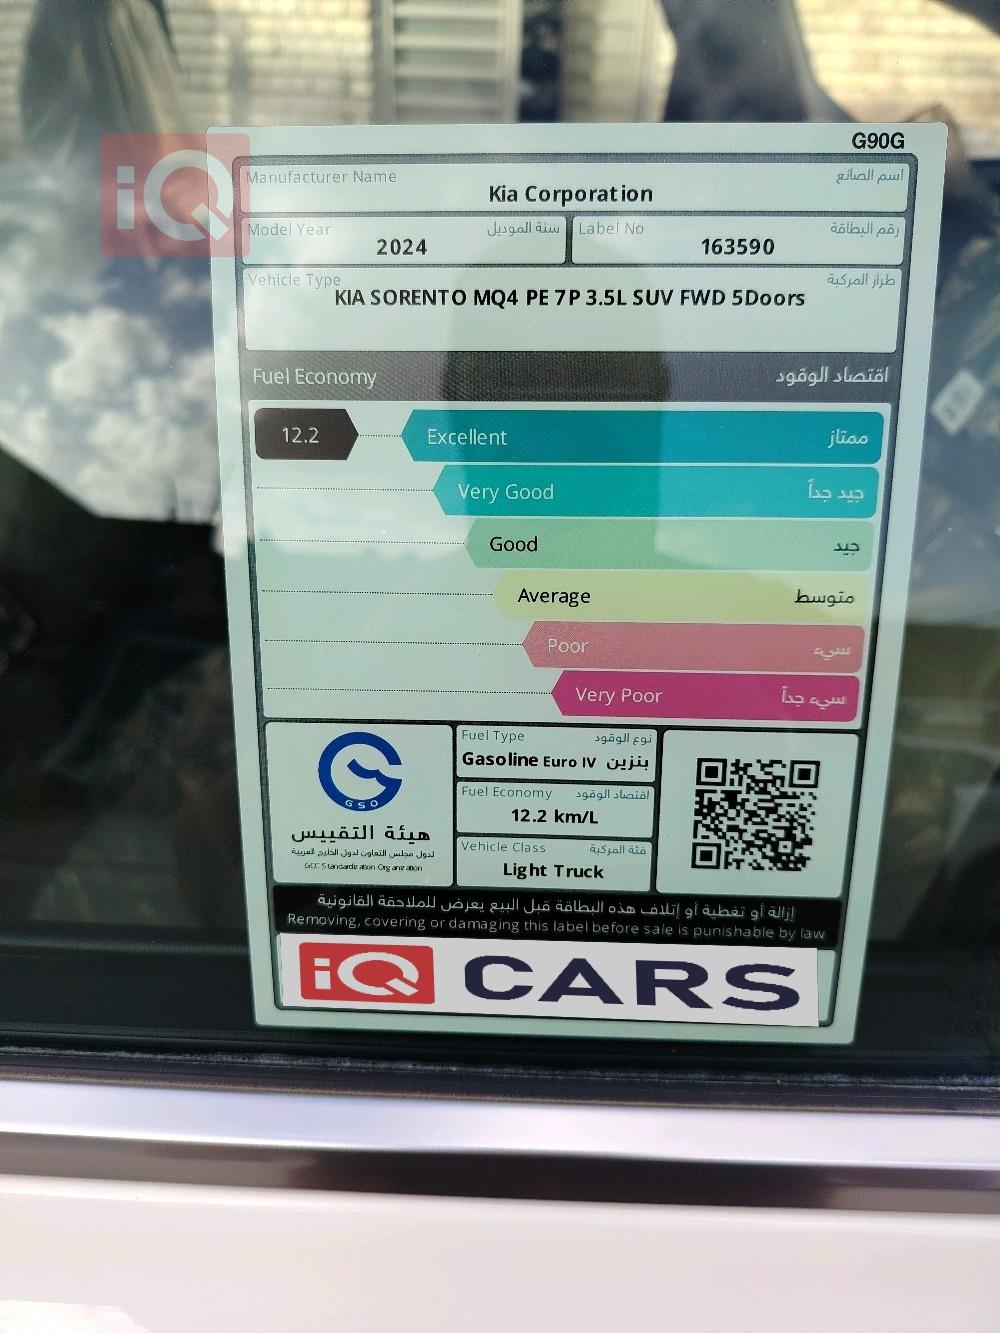 iQ
G90G
Manufacturer Name اسم الصانع
Kia Corporation
Model Year سنة الموديل Label No رقم البطاقة
2024 163590
Vehicle Type طراز المركبة
KIA SORENTO MQ4 PE 7P 3.5L SUV FWD 5Doors
Fuel Economy اقتصاد الوقود
12.2 Excellent ممتاز
Very Good جيد جداً
Good جيد
Average متوسط
Poor سيء
Very Poor سيء جداً
GSO
هيئة التقييس
لدول مجلس التعاون لدول الخليج العربية
GCC Standardization Organization
Fuel Type نوع الوقود
Gasoline Euro IV بنزين
Fuel Economy اقتصاد الوقود
12.2 km/L
Vehicle Class فئة المركبة
Light Truck
إزالة أو تغطية أو إتلاف هذه البطاقة قبل البيع يعرض للملاحقة القانونية
Removing, covering or damaging this label before sale is punishable by law
iQ CARS